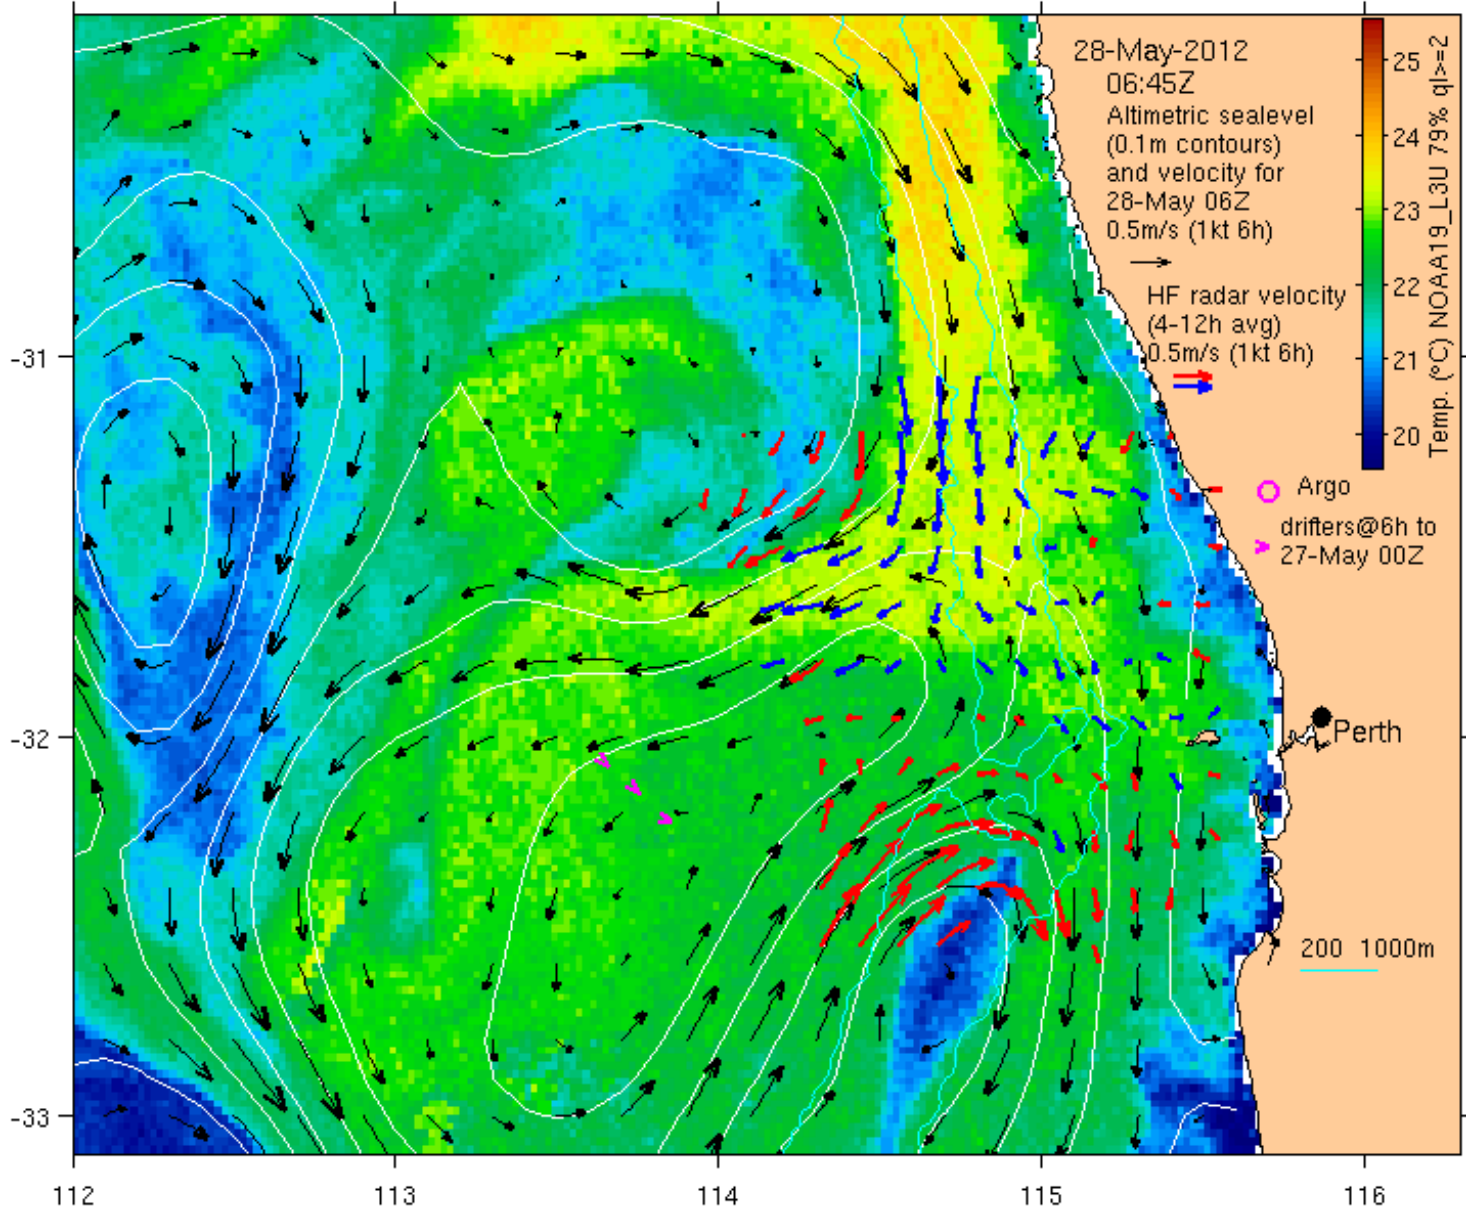 28-May-2012
06:45Z
Altimetric sealevel
(0.1m contours)
and velocity for
28-May 06Z
0.5m/s (1kt 6h)
HF radar velocity
(4-12h avg)
0.5m/s (1kt 6h)
Argo
drifters@6h to
27-May 00Z
Perth
200 1000m
25
24
23
22
21
20
Temp. (°C) NOAA19_L3U 79% ql>=2
-31
-32
-33
112
113
114
115
116